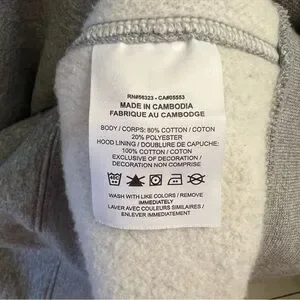 RN#56323 - CA#05553
MADE IN CAMBODIA
FABRIQUE AU CAMBODGE
BODY / CORPS: 80% COTTON / COTON
20% POLYESTER
HOOD LINING / DOUBLURE DE CAPUCHE:
100% COTTON / COTON
EXCLUSIVE OF DECORATION /
DECORATION NON COMPRISE
WASH WITH LIKE COLORS / REMOVE
IMMEDIATELY
LAVER AVEC COULEURS SIMILAIRES /
ENLEVER IMMEDIATEMENT